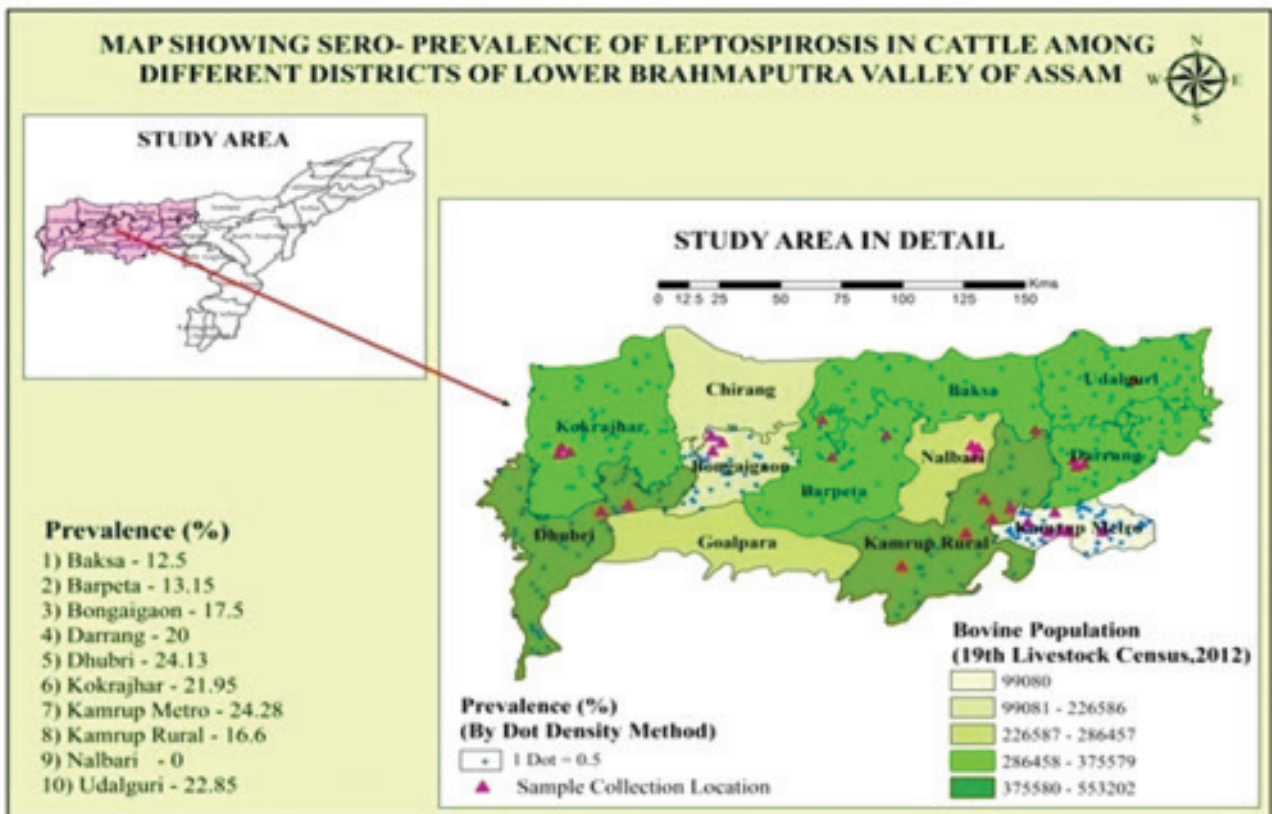 MAP SHOWING SERO- PREVALENCE OF LEPTOSPIROSIS IN CATTLE AMONG
DIFFERENT DISTRICTS OF LOWER BRAHMAPUTRA VALLEY OF ASSAM
N
W E
S
STUDY AREA
STUDY AREA IN DETAIL
Kms
0 12.5 25 50 75 100 125 150
Chirang
Baksa
Udalguri
Kokrajhar
Bongaigaon
Nalbari
Darrang
Barpeta
Dhubri
Goalpara
Kamrup Rural
Kamrup Metro
Prevalence (%)
1) Baksa - 12.5
2) Barpeta - 13.15
3) Bongaigaon - 17.5
4) Darrang - 20
5) Dhubri - 24.13
6) Kokrajhar - 21.95
7) Kamrup Metro - 24.28
8) Kamrup Rural - 16.6
9) Nalbari - 0
10) Udalguri - 22.85
Prevalence (%)
(By Dot Density Method)
1 Dot = 0.5
Sample Collection Location
Bovine Population
(19th Livestock Census,2012)
99080
99081 - 226586
226587 - 286457
286458 - 375579
375580 - 553202